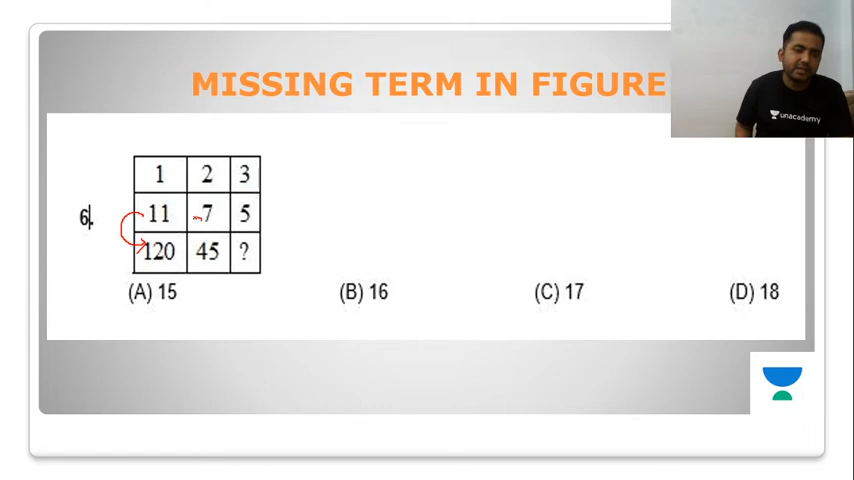 MISSING TERM IN FIGURE
unacademy
6.
1 2 3
11 7 5
120 45 ?
(A) 15 (B) 16 (C) 17 (D) 18